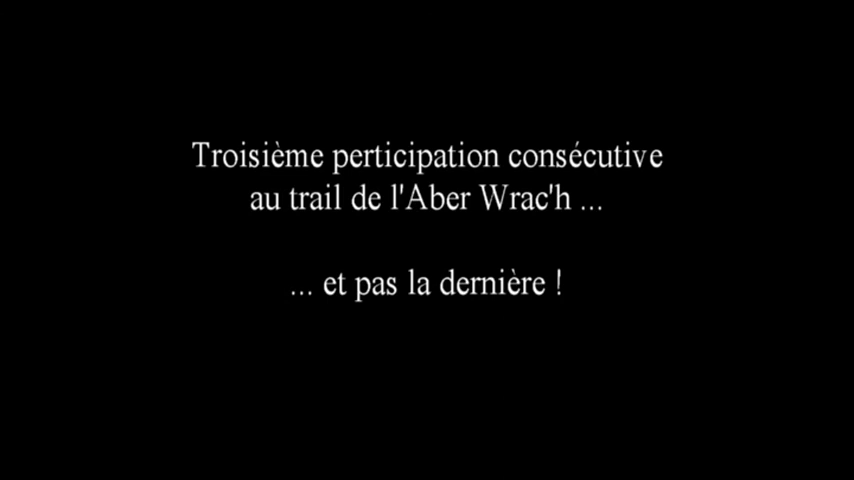 Troisième perticipation consécutive
au trail de l'Aber Wrac'h ...
... et pas la dernière !